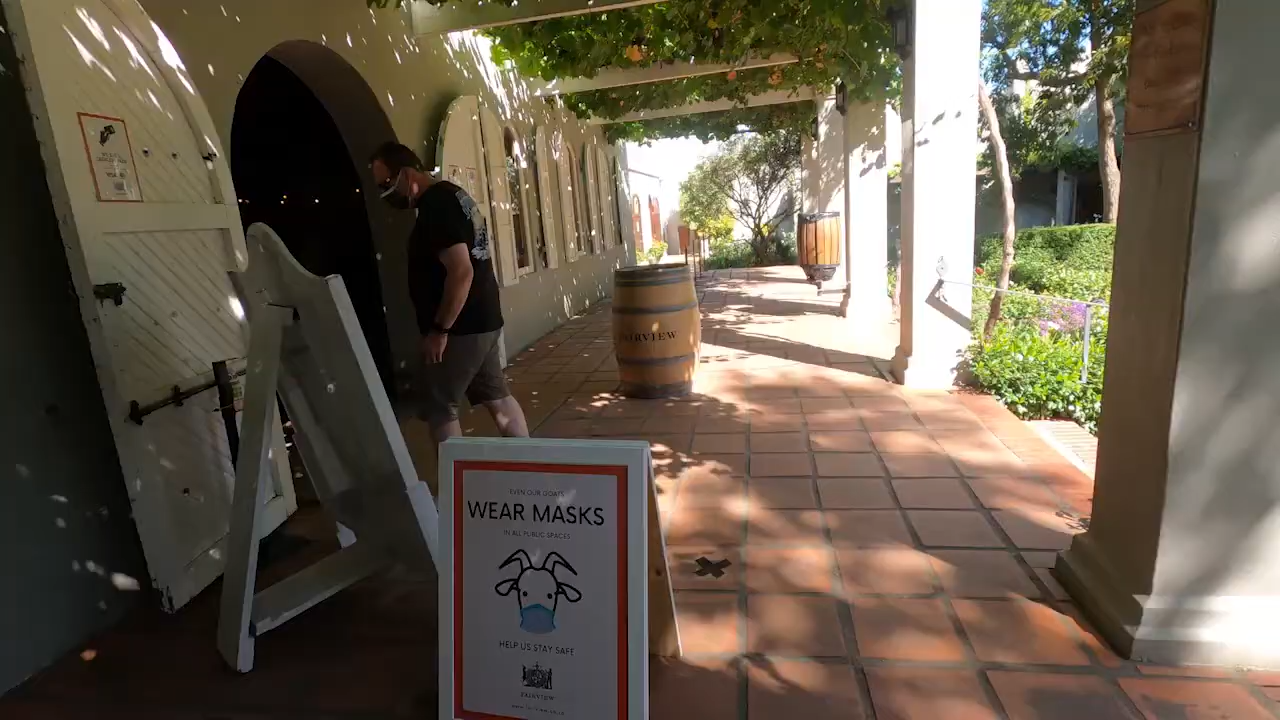 EVEN OUR GOATS
WEAR MASKS
IN ALL PUBLIC SPACES
HELP US STAY SAFE
FAIRVIEW